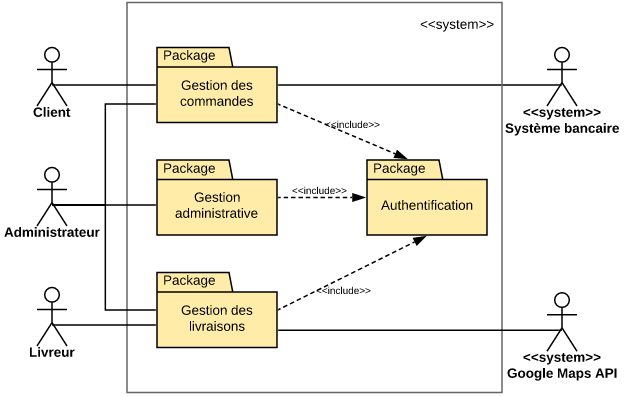 <<system>>
Package
Gestion des
commandes
Client
<<system>>
Système bancaire
<<include>>
Package
Gestion
administrative
<<include>>
Package
Authentification
Administrateur
Package
Gestion des
livraisons
<<include>>
Livreur
<<system>>
Google Maps API